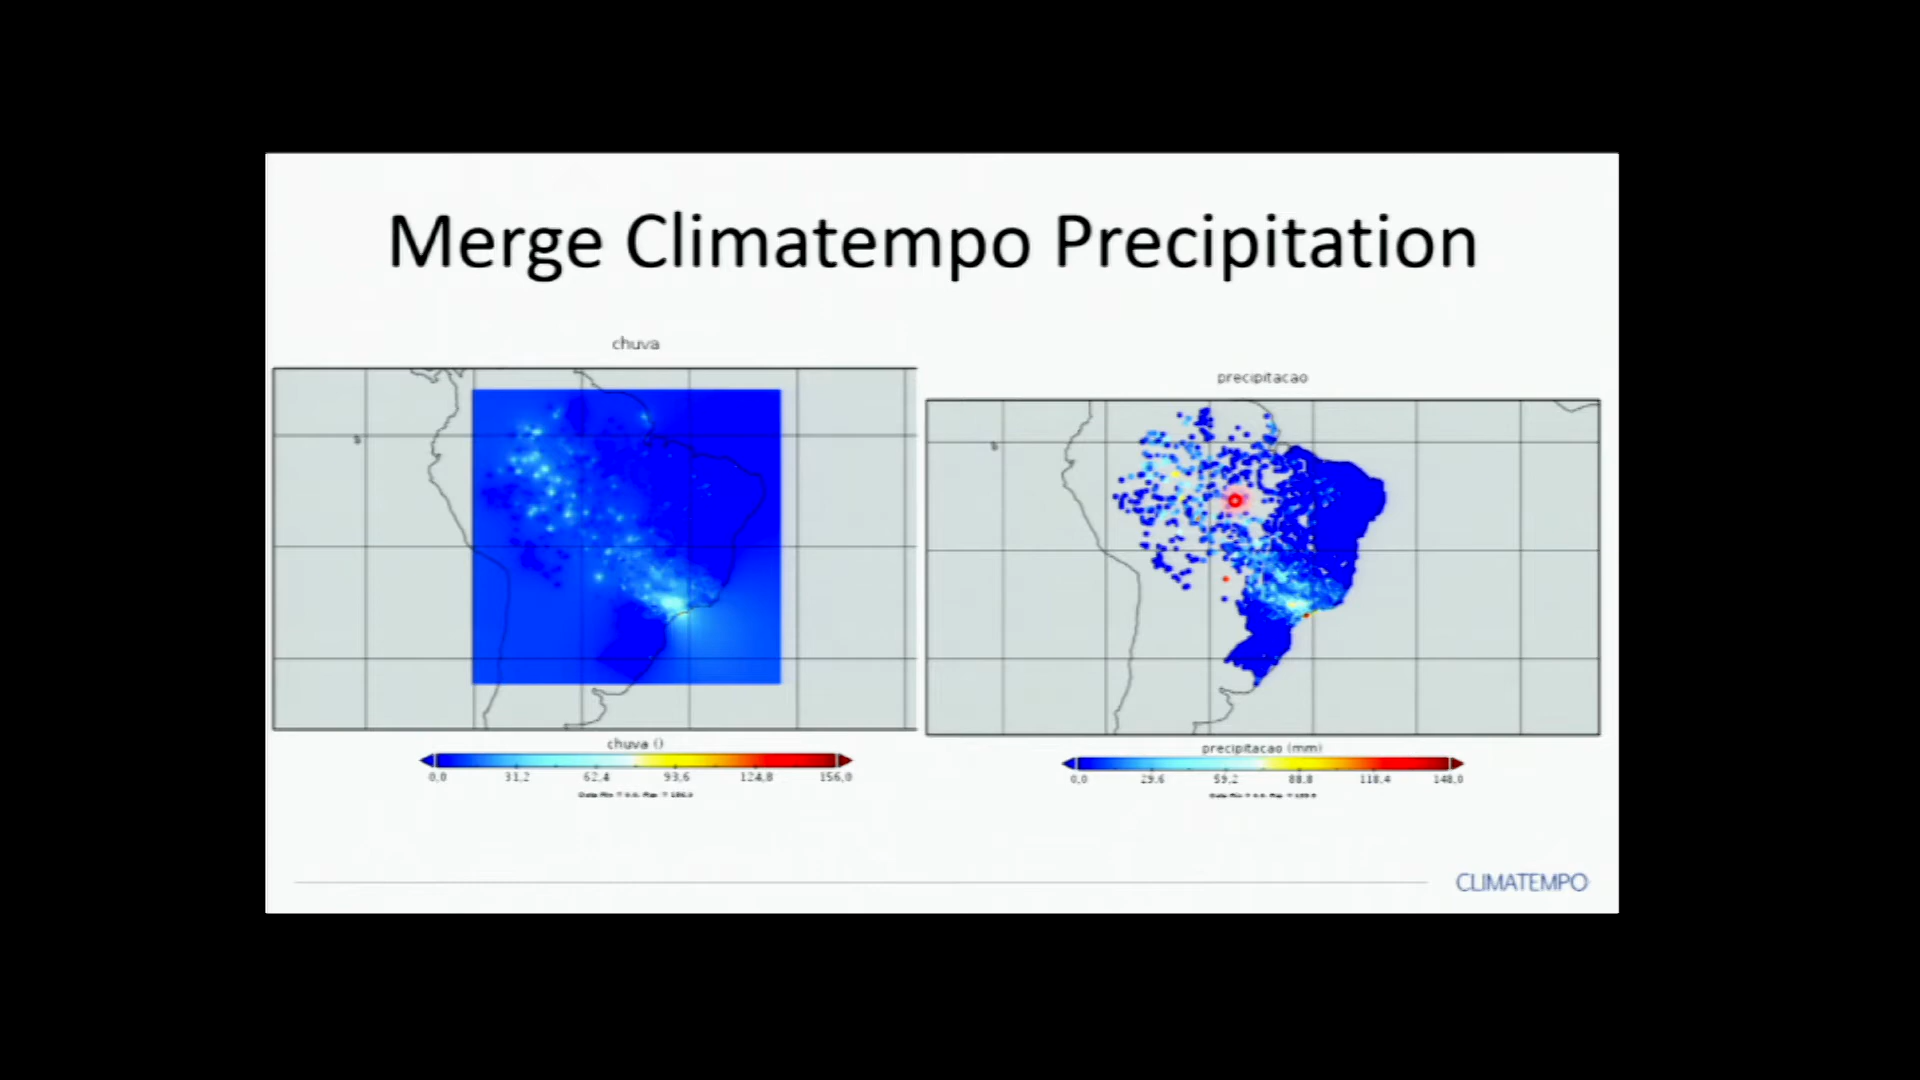 Merge Climatempo Precipitation
chuva
chuva ()
0,0 31,2 62,4 93,6 124,8 156,0
precipitacao
precipitacao (mm)
0,0 29,6 59,2 88,8 118,4 148,0
CLIMATEMPO